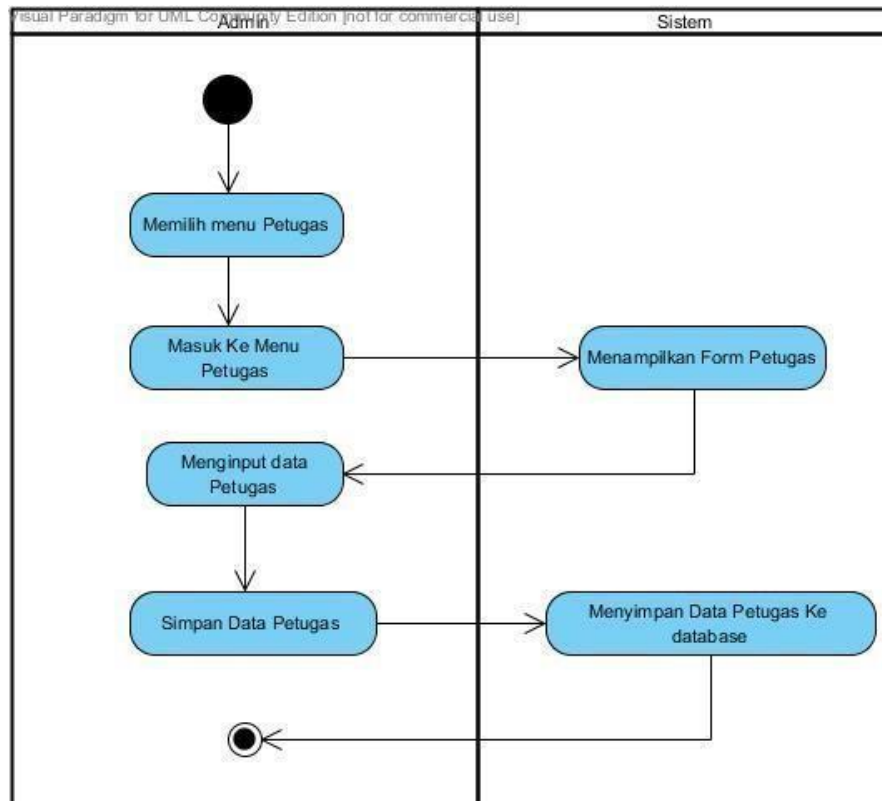 Visual Paradigm for UML Community Edition [not for commercial use]
Admin
Sistem
Memilih menu Petugas
Masuk Ke Menu
Petugas
Menampilkan Form Petugas
Menginput data
Petugas
Simpan Data Petugas
Menyimpan Data Petugas Ke
database